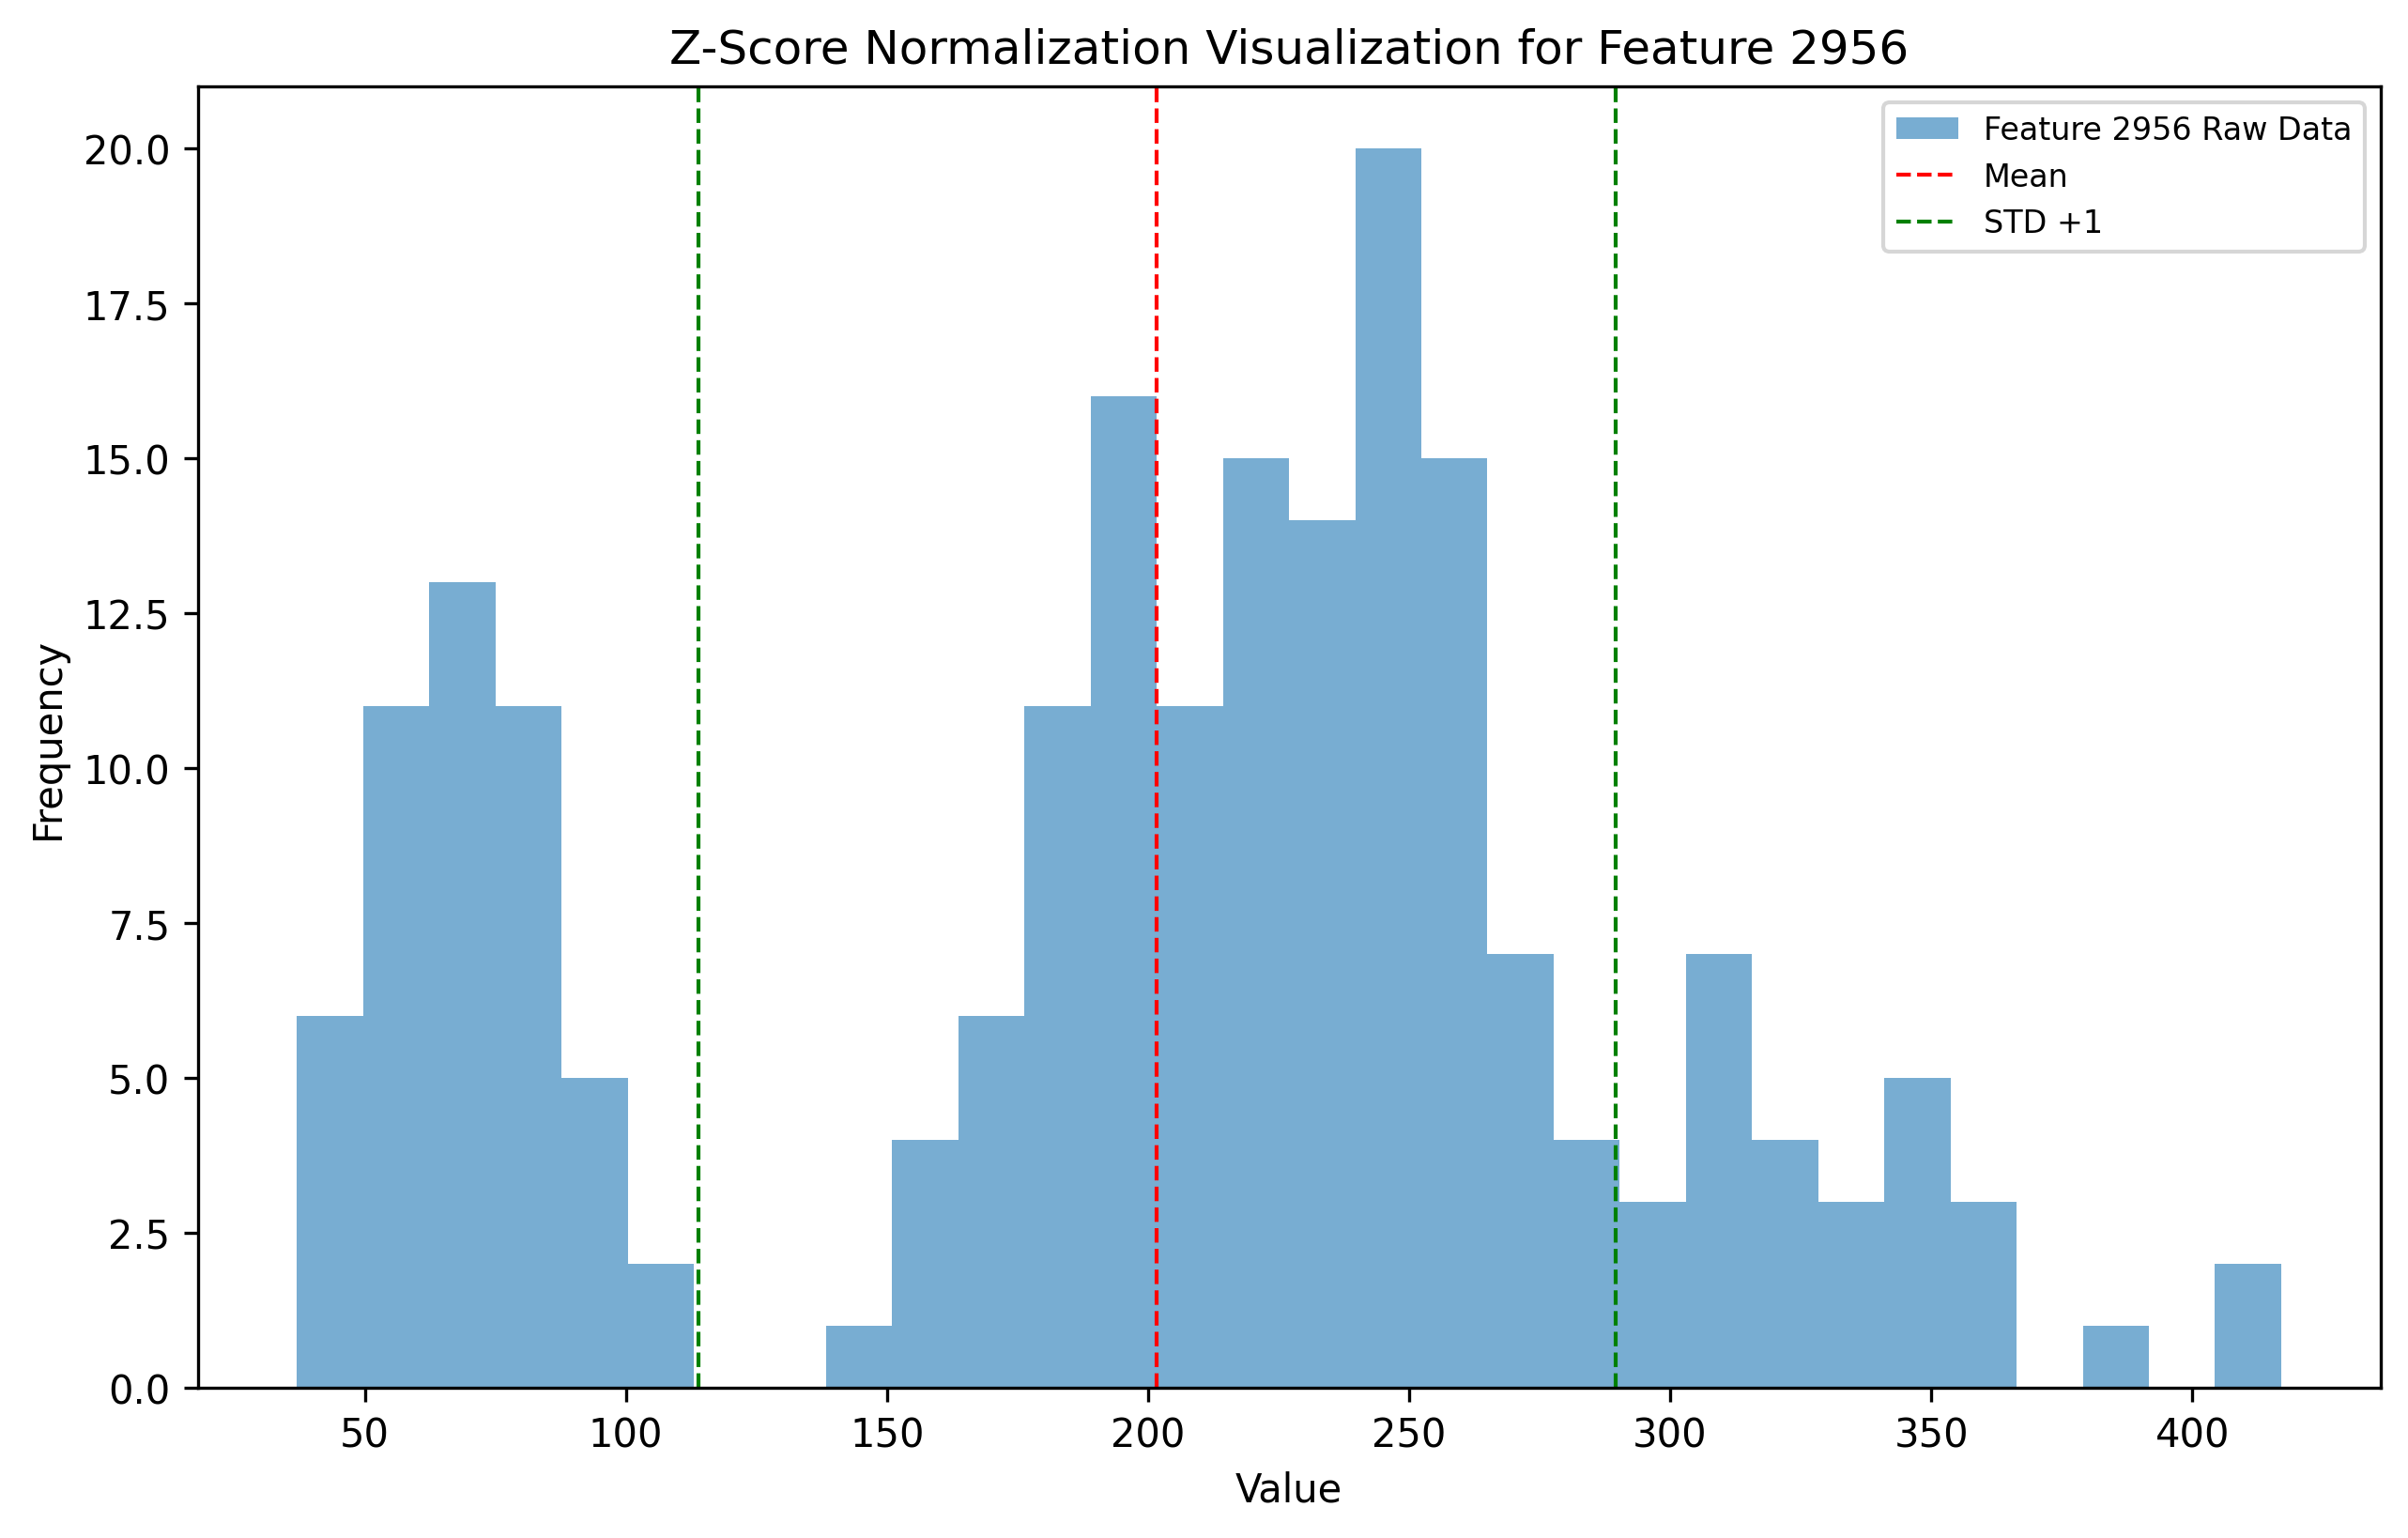 Z-Score Normalization Visualization for Feature 2956
Feature 2956 Raw Data
Mean
STD +1
Frequency
20.0
17.5
15.0
12.5
10.0
7.5
5.0
2.5
0.0
50 100 150 200 250 300 350 400
Value